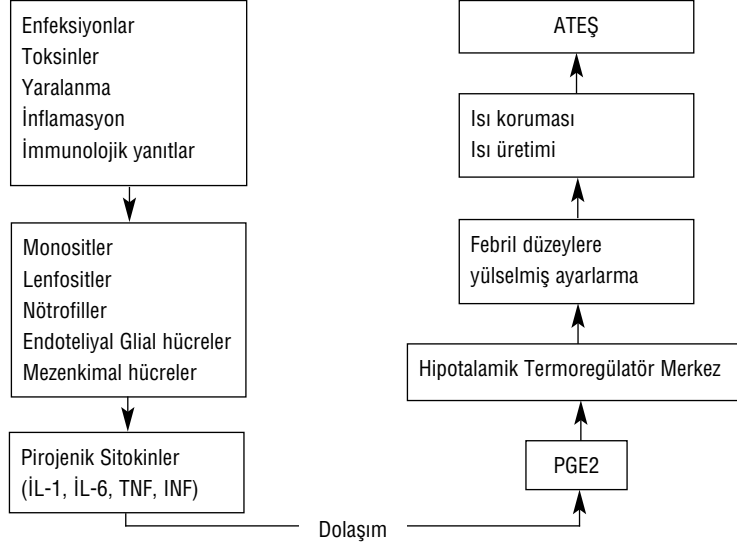 Enfeksiyonlar
Toksinler
Yaralanma
İnflamasyon
İmmunolojik yanıtlar
Monositler
Lenfositler
Nötrofiller
Endoteliyal Glial hücreler
Mezenkimal hücreler
Pirojenik Sitokinler
(İL-1, İL-6, TNF, INF)
Dolaşım
PGE2
Hipotalamik Termoregülatör Merkez
Febril düzeylere
yülselmiş ayarlarma
Isı koruması
Isı üretimi
ATEŞ